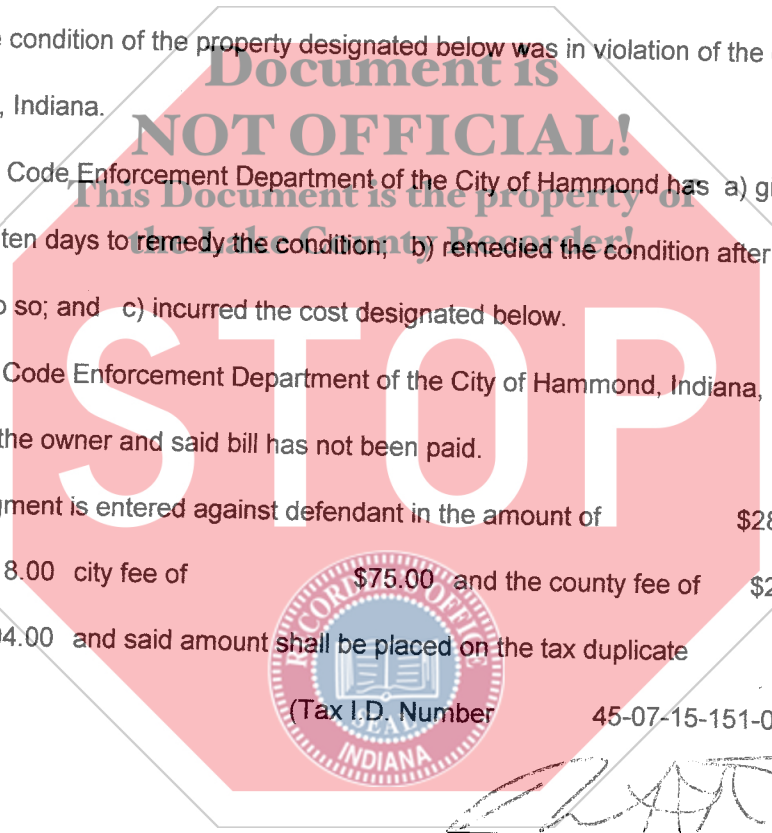 condition of the property designated below was in violation of the
Document is
, Indiana.
NOT OFFICIAL!
Code Enforcement Department of the City of Hammond has a) g
This Document is the property of
ten days to remedy the condition; b) remedied the condition after
the Lake County Recorder!
o so; and c) incurred the cost designated below.
STOP
Code Enforcement Department of the City of Hammond, Indiana,
the owner and said bill has not been paid.
gment is entered against defendant in the amount of $28
8.00 city fee of $75.00 and the county fee of $2
4.00 and said amount shall be placed on the tax duplicate
RECORDER'S OFFICE
(Tax I.D. Number 45-07-15-151-0
SEAL
INDIANA